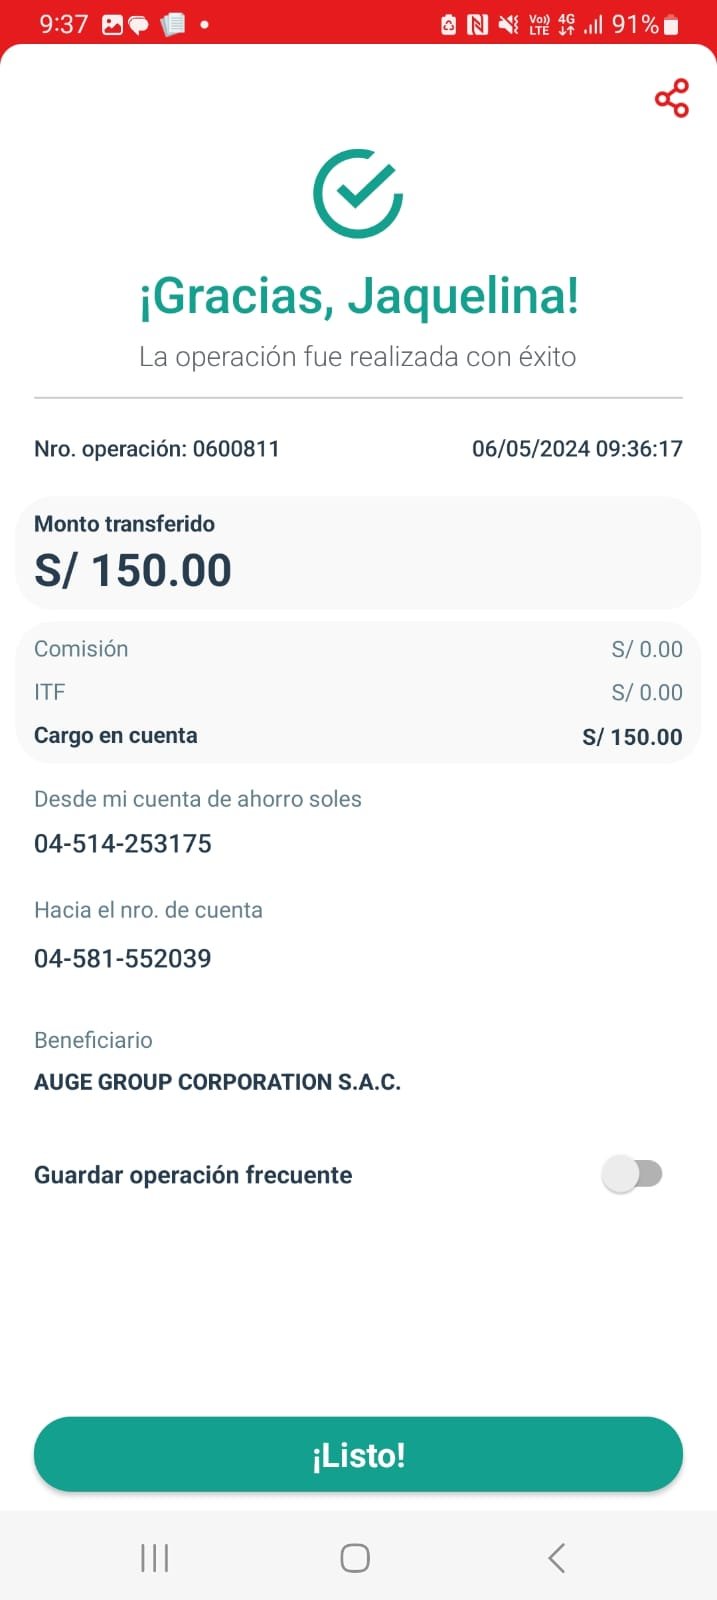 9:37
Vo)) LTE 4G 91%
¡Gracias, Jaquelina!
La operación fue realizada con éxito
Nro. operación: 0600811 06/05/2024 09:36:17
Monto transferido
S/ 150.00
Comisión S/ 0.00
ITF S/ 0.00
Cargo en cuenta S/ 150.00
Desde mi cuenta de ahorro soles
04-514-253175
Hacia el nro. de cuenta
04-581-552039
Beneficiario
AUGE GROUP CORPORATION S.A.C.
Guardar operación frecuente
¡Listo!